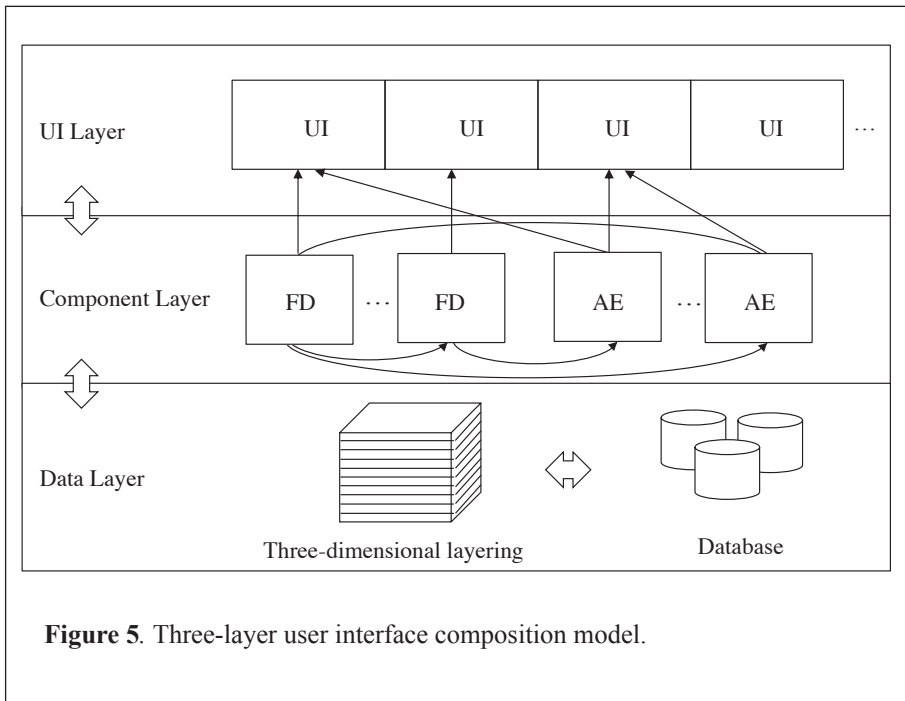 UI Layer
UI UI UI UI ...
Component Layer
FD ... FD AE ... AE
Data Layer
Three-dimensional layering
Database
Figure 5. Three-layer user interface composition model.